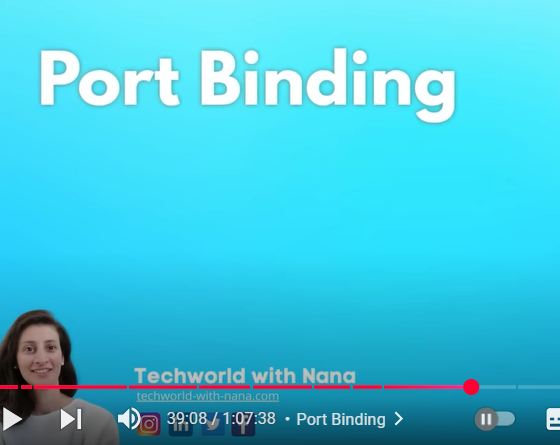 Port Binding
Techworld with Nana
techworld-with-nana.com
39:08 / 1:07:38 • Port Binding